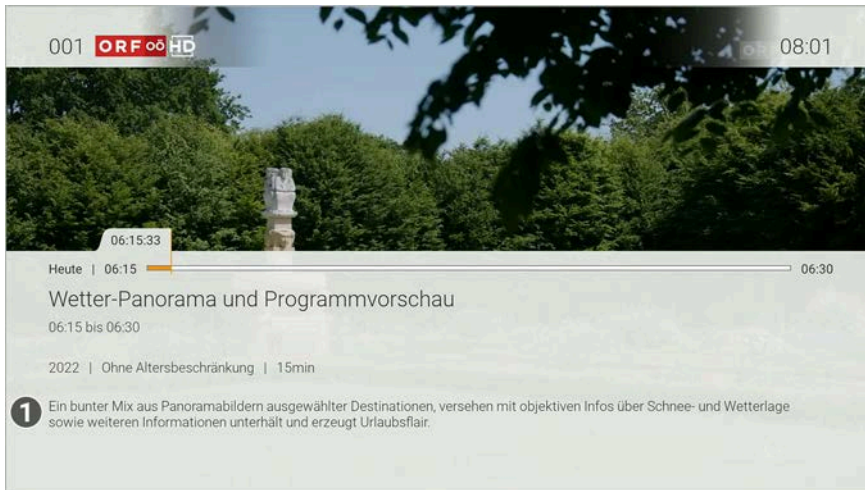 001 ORF oö HD 08:01
06:15:33
Heute | 06:15 06:30
Wetter-Panorama und Programmvorschau
06:15 bis 06:30
2022 | Ohne Altersbeschränkung | 15min
1 Ein bunter Mix aus Panoramabildern ausgewählter Destinationen, versehen mit objektiven Infos über Schnee- und Wetterlage
sowie weiteren Informationen unterhält und erzeugt Urlaubsflair.